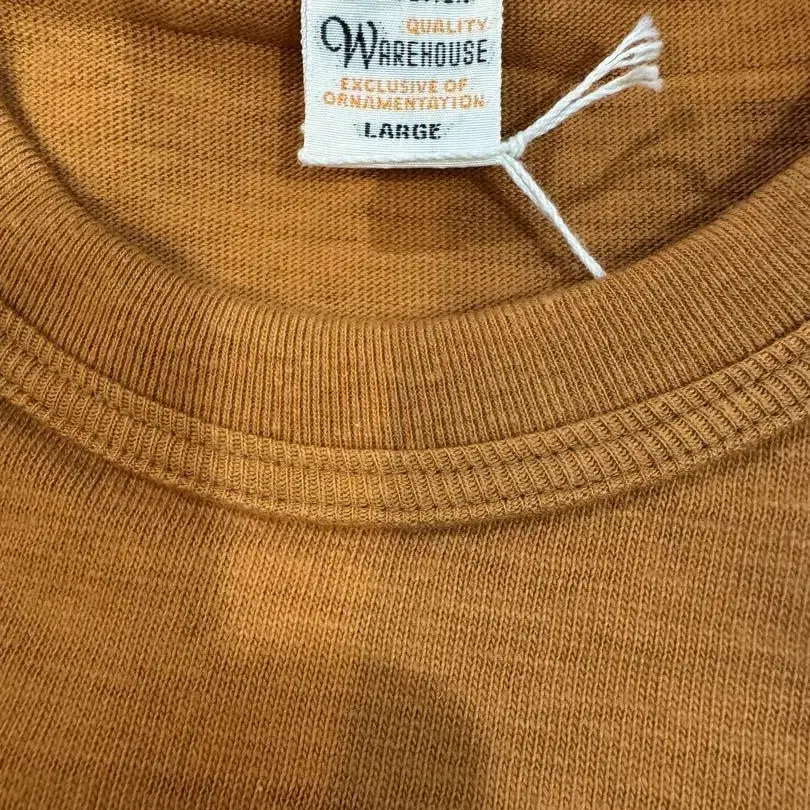 QUALITY
WAREHOUSE
EXCLUSIVE OF
ORNAMENTATION
LARGE